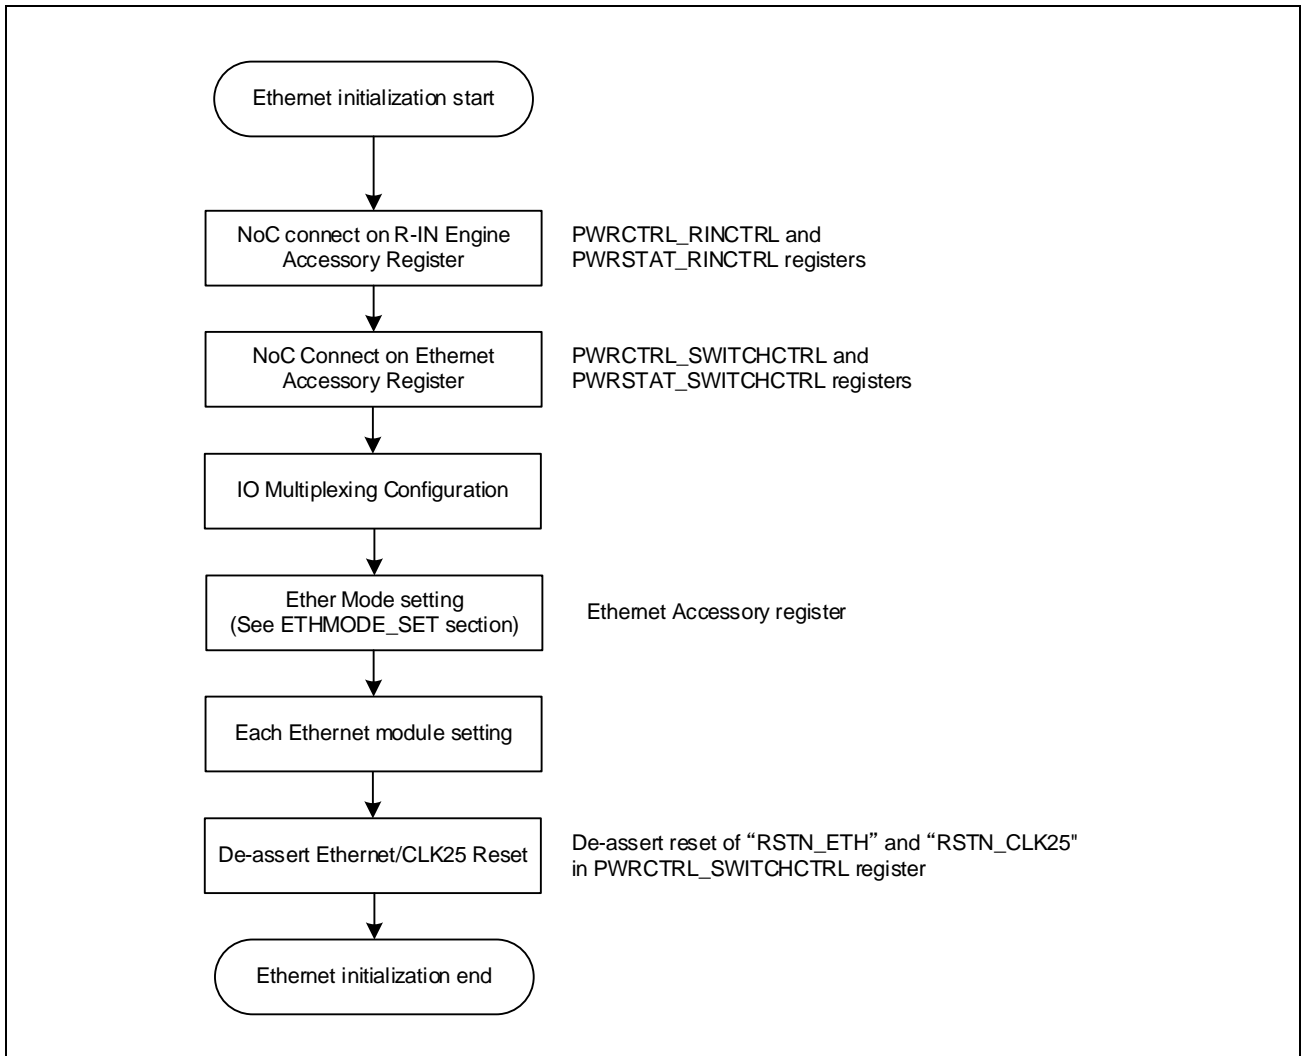 Ethernet initialization start
NoC connect on R-IN Engine
Accessory Register
PWRCTRL_RINCTRL and
PWRSTAT_RINCTRL registers
NoC Connect on Ethernet
Accessory Register
PWRCTRL_SWITCHCTRL and
PWRSTAT_SWITCHCTRL registers
IO Multiplexing Configuration
Ether Mode setting
(See ETHMODE_SET section)
Ethernet Accessory register
Each Ethernet module setting
De-assert Ethernet/CLK25 Reset
De-assert reset of “RSTN_ETH” and “RSTN_CLK25"
in PWRCTRL_SWITCHCTRL register
Ethernet initialization end